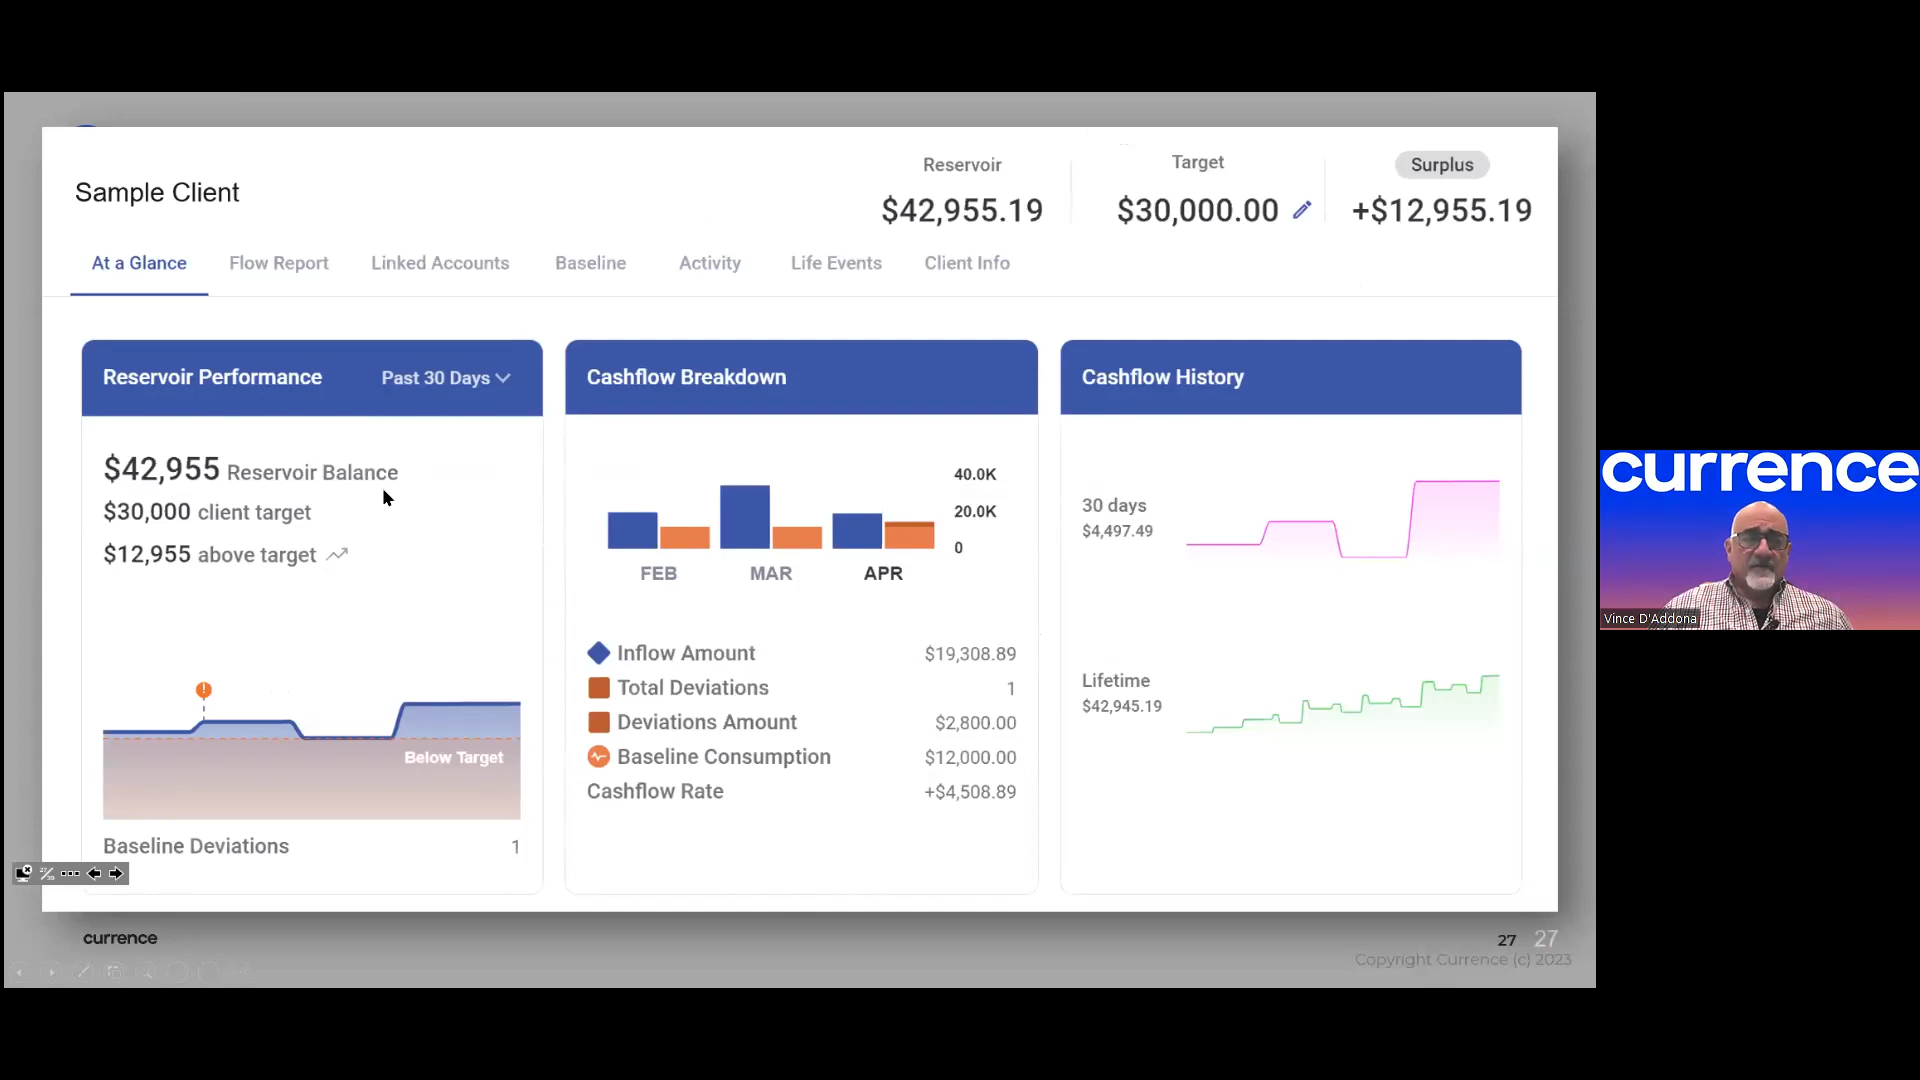 Reservoir
Target
Surplus
Sample Client
$42,955.19
$30,000.00
+$12,955.19
At a Glance
Flow Report
Linked Accounts
Baseline
Activity
Life Events
Client Info
Reservoir Performance
Past 30 Days
$42,955 Reservoir Balance
$30,000 client target
$12,955 above target
Below Target
Baseline Deviations 1
Cashflow Breakdown
40.0K
20.0K
0
FEB MAR APR
Inflow Amount $19,308.89
Total Deviations 1
Deviations Amount $2,800.00
Baseline Consumption $12,000.00
Cashflow Rate +$4,508.89
Cashflow History
30 days
$4,497.49
Lifetime
$42,945.19
currence
27 27
Copyright Currence (c) 2023
currence
Vince D'Addona